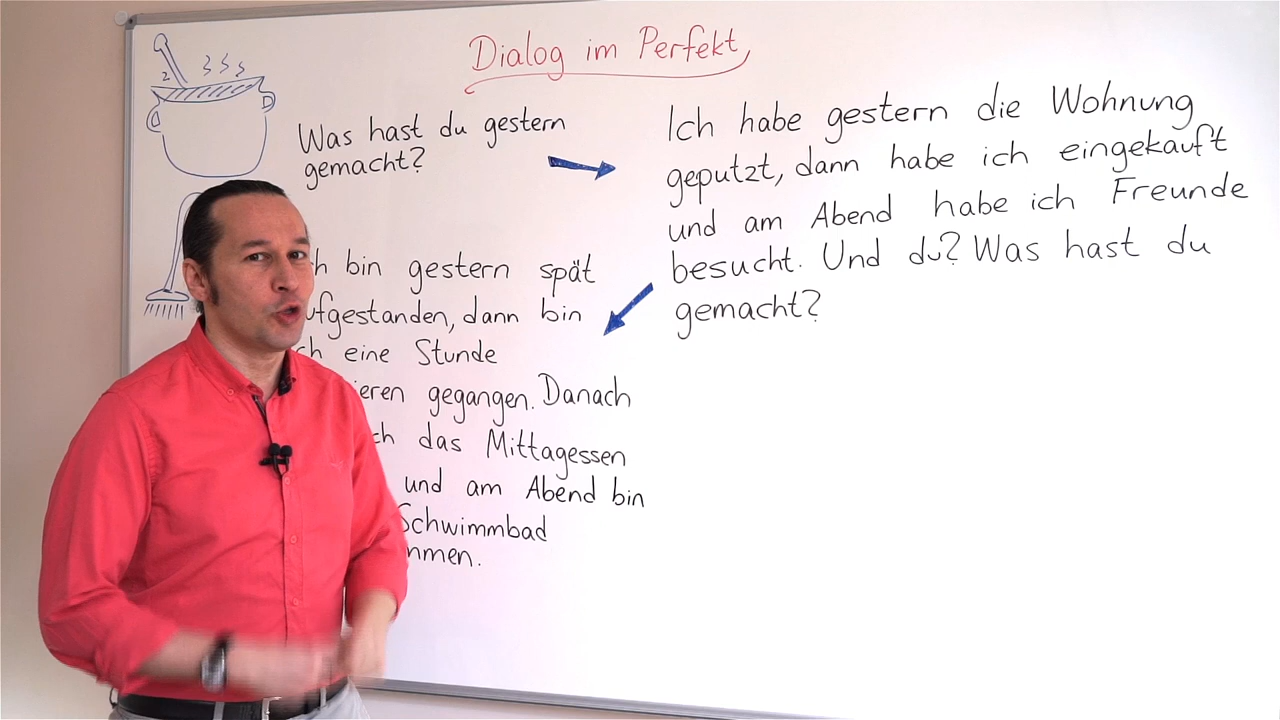 Dialog im Perfekt
Was hast du gestern
gemacht?
Ich habe gestern die Wohnung
geputzt, dann habe ich eingekauft
und am Abend habe ich Freunde
besucht. Und du? Was hast du
gemacht?
bin gestern spät
dann bin
eine Stunde
gegangen. Danach
das Mittagessen
und am Abend bin
Schwimmbad